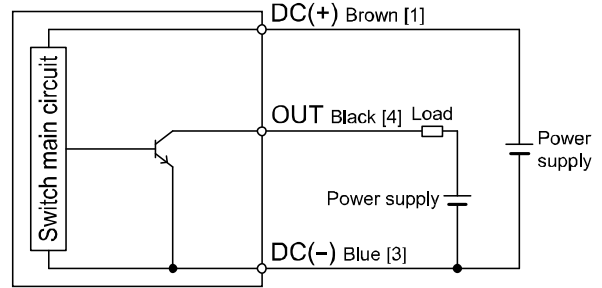 DC(+) Brown [1]
Switch main circuit
OUT Black [4] Load
Power
supply
Power supply
DC(−) Blue [3]